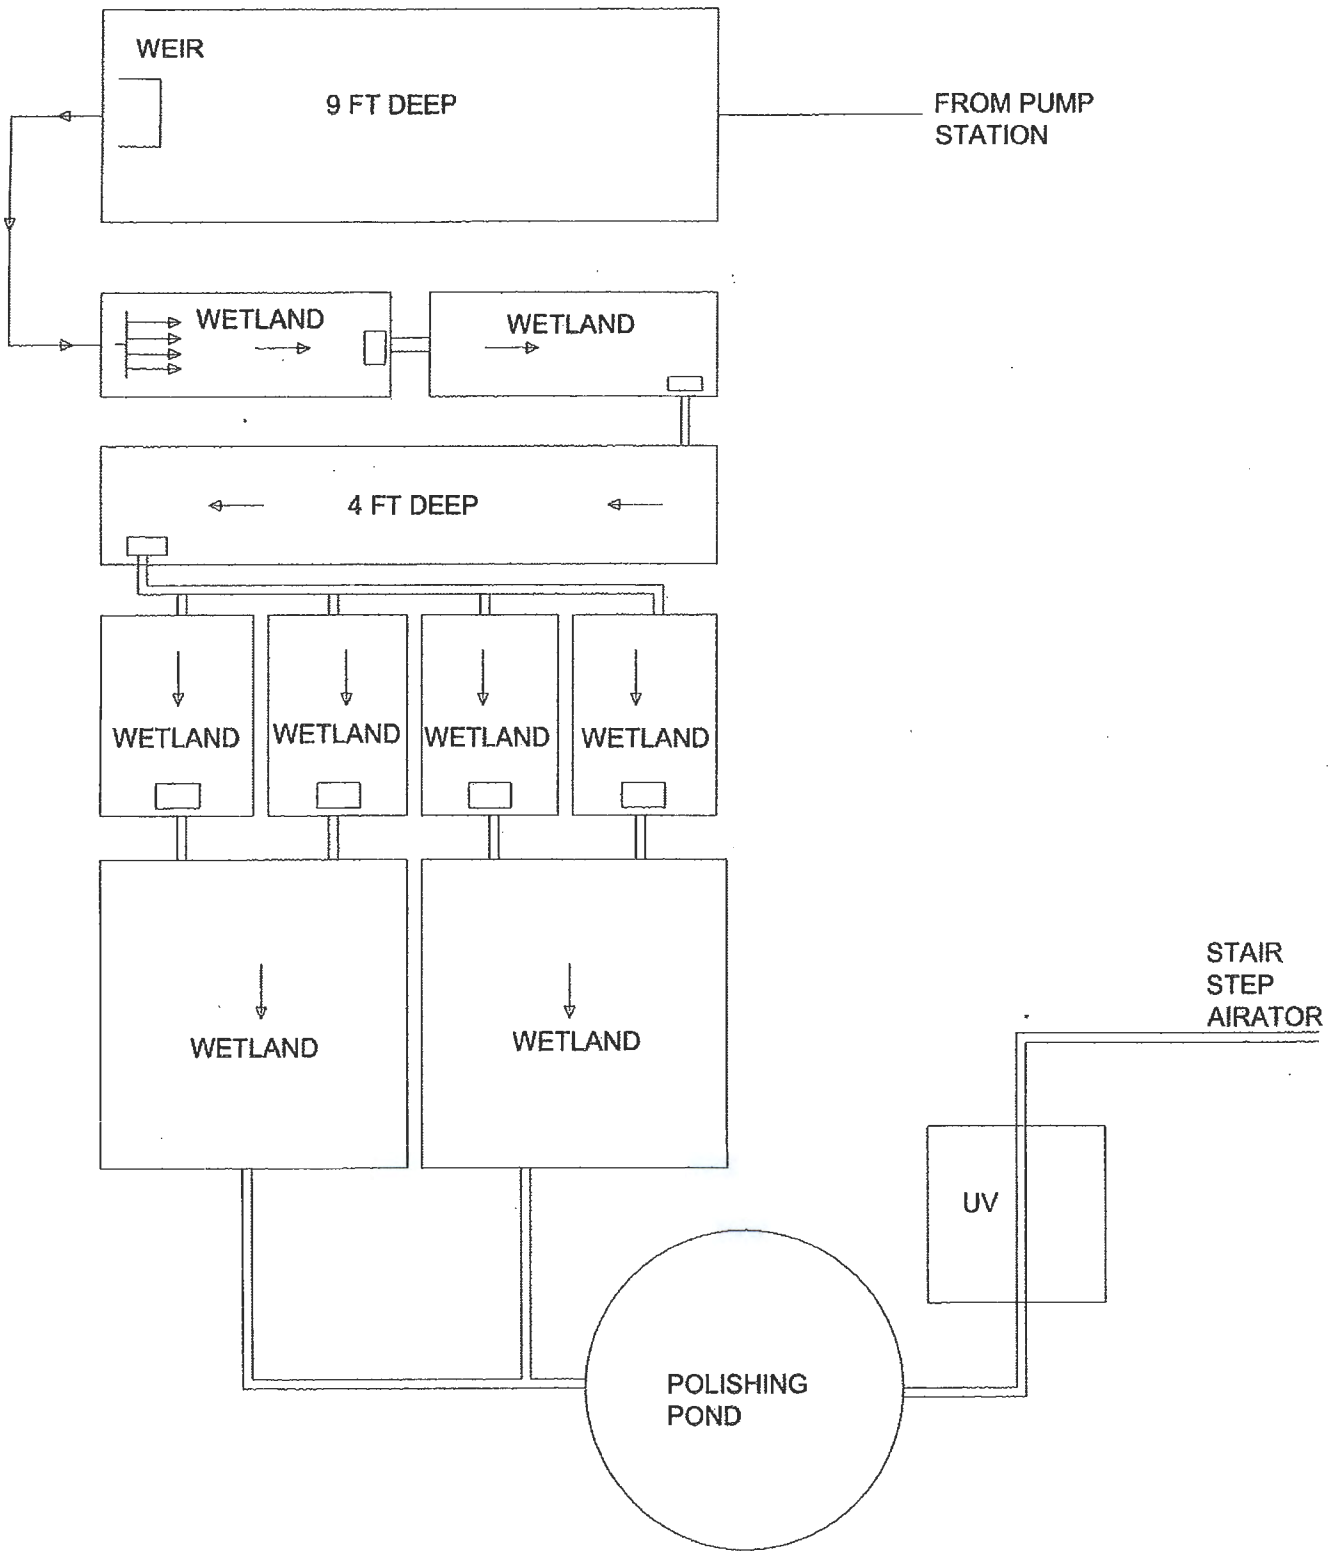 WEIR
9 FT DEEP
FROM PUMP
STATION
WETLAND
WETLAND
4 FT DEEP
WETLAND
WETLAND
WETLAND
WETLAND
STAIR
STEP
AIRATOR
WETLAND
WETLAND
UV
POLISHING
POND